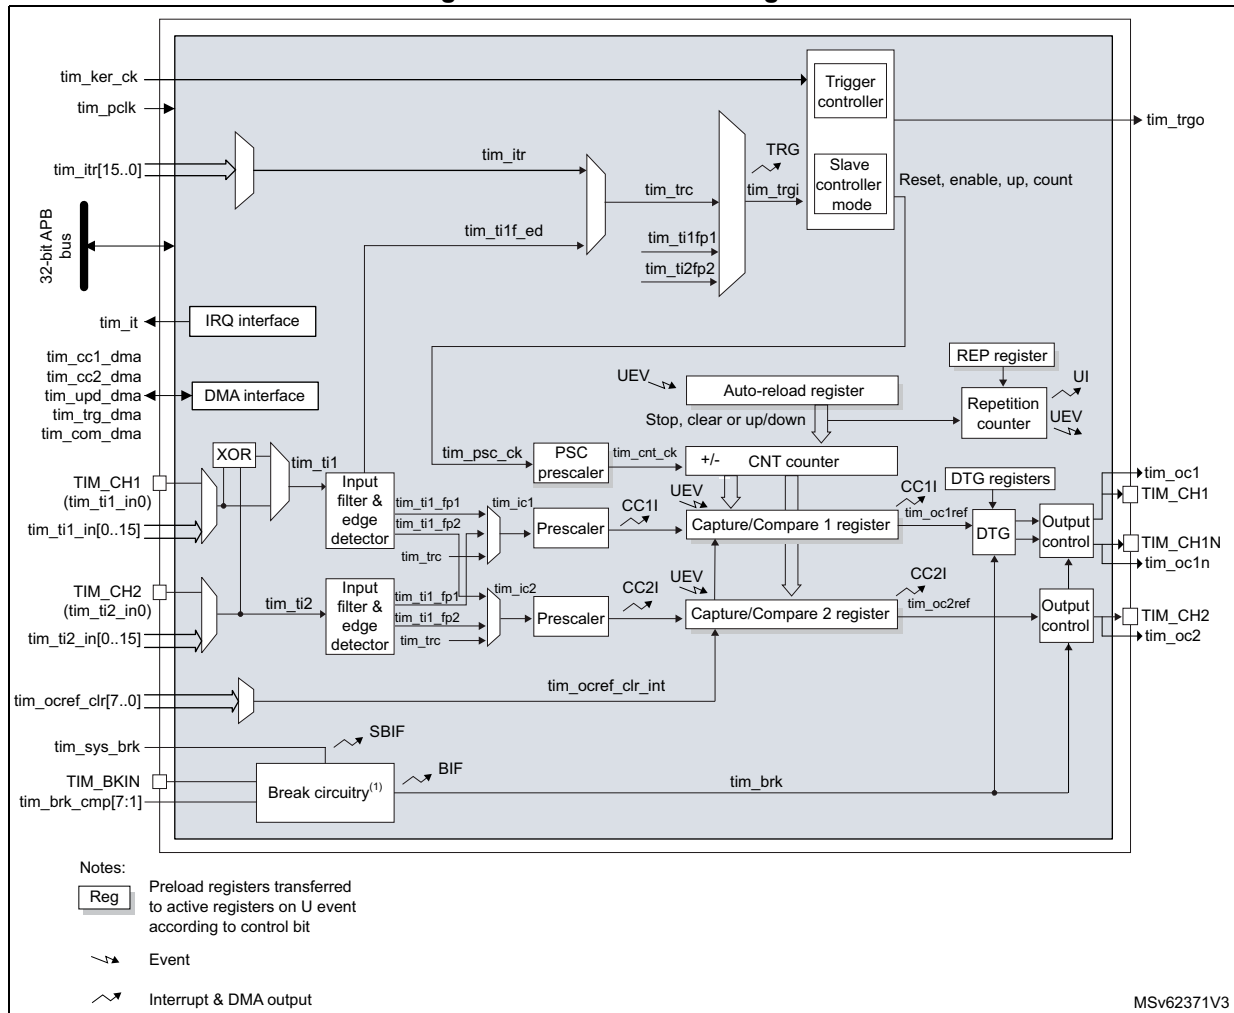 tim_ker_ck
tim_pclk
tim_itr[15..0]
32-bit APB
bus
tim_it
IRQ interface
tim_cc1_dma
tim_cc2_dma
tim_upd_dma
tim_trg_dma
tim_com_dma
DMA interface
Trigger
controller
Slave
controller
mode
tim_trgo
TRG
tim_itr
tim_trc
tim_trgi
Reset, enable, up, count
tim_ti1f_ed
tim_ti1fp1
tim_ti2fp2
REP register
UEV
Auto-reload register
UI
Repetition
counter
UEV
Stop, clear or up/down
XOR
tim_ti1
tim_psc_ck
PSC
prescaler
tim_cnt_ck
+/-
CNT counter
DTG registers
TIM_CH1
(tim_ti1_in0)
tim_ti1_in[0..15]
Input
filter &
edge
detector
tim_ti1_fp1
tim_ti1_fp2
tim_trc
tim_ic1
Prescaler
CC1I
UEV
Capture/Compare 1 register
CC1I
tim_oc1ref
DTG
Output
control
tim_oc1
TIM_CH1
TIM_CH1N
tim_oc1n
TIM_CH2
(tim_ti2_in0)
tim_ti2_in[0..15]
tim_ti2
Input
filter &
edge
detector
tim_ti1_fp1
tim_ti1_fp2
tim_trc
tim_ic2
Prescaler
CC2I
UEV
Capture/Compare 2 register
CC2I
tim_oc2ref
Output
control
TIM_CH2
tim_oc2
tim_ocref_clr[7..0]
tim_ocref_clr_int
tim_sys_brk
SBIF
TIM_BKIN
tim_brk_cmp[7:1]
Break circuitry(1)
BIF
tim_brk
Notes:
Reg
Preload registers transferred
to active registers on U event
according to control bit
Event
Interrupt & DMA output
MSv62371V3